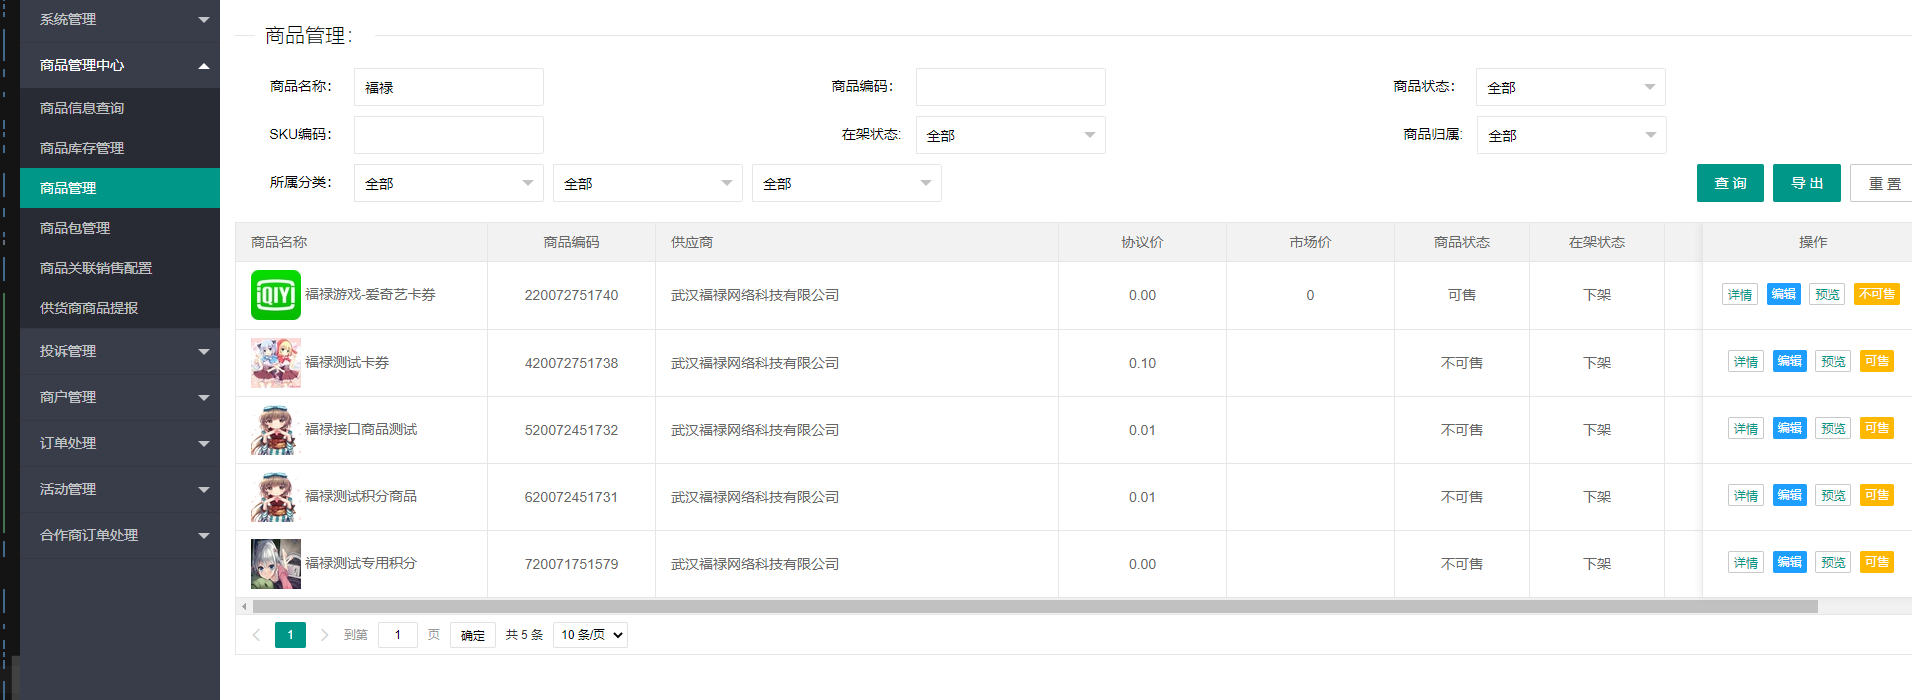 系统管理
商品管理中心
商品信息查询
商品库存管理
商品管理
商品包管理
商品关联销售配置
供货商商品提报
投诉管理
商户管理
订单处理
活动管理
合作商订单处理
商品管理：
商品名称： 福禄 商品编码： 商品状态： 全部
SKU编码： 在架状态: 全部 商品归属: 全部
所属分类： 全部 全部 全部 查 询 导 出 重 置
商品名称 商品编码 供应商 协议价 市场价 商品状态 在架状态 操作
iQIYI 福禄游戏-爱奇艺卡券 220072751740 武汉福禄网络科技有限公司 0.00 0 可售 下架 详情 编辑 预览 不可售
福禄测试卡券 420072751738 武汉福禄网络科技有限公司 0.10 不可售 下架 详情 编辑 预览 可售
福禄接口商品测试 520072451732 武汉福禄网络科技有限公司 0.01 不可售 下架 详情 编辑 预览 可售
福禄测试积分商品 620072451731 武汉福禄网络科技有限公司 0.01 不可售 下架 详情 编辑 预览 可售
福禄测试专用积分 720071751579 武汉福禄网络科技有限公司 0.00 不可售 下架 详情 编辑 预览 可售
1 到第 1 页 确定 共 5 条 10 条/页